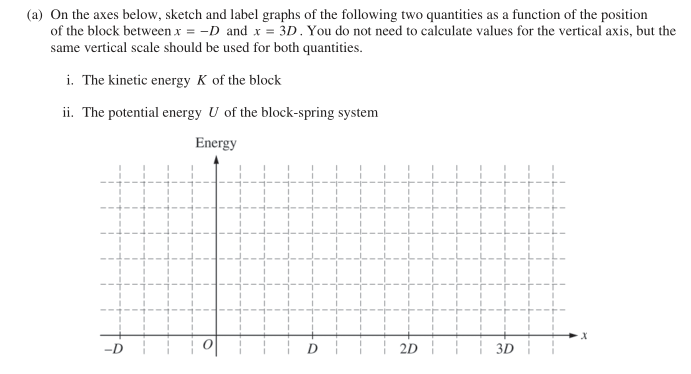 (a) On the axes below, sketch and label graphs of the following two quantities as a function of the position
of the block between x = −D and x = 3D. You do not need to calculate values for the vertical axis, but the
same vertical scale should be used for both quantities.
i. The kinetic energy K of the block
ii. The potential energy U of the block-spring system
Energy
x
−D O D 2D 3D